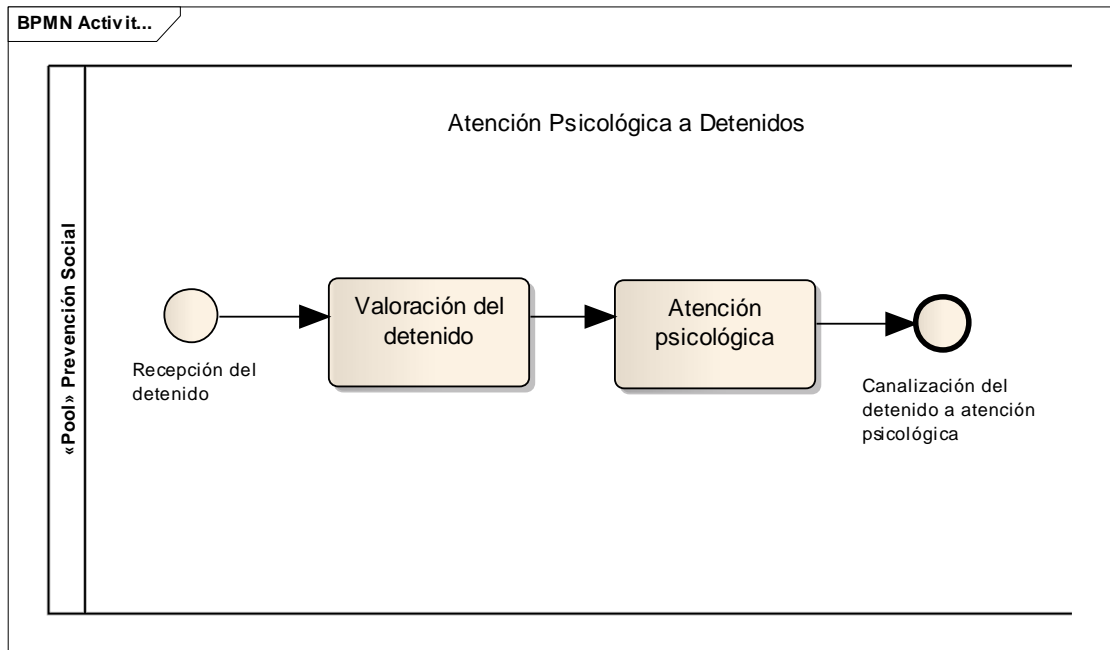 BPMN Activit...
Atención Psicológica a Detenidos
«Pool» Prevención Social
Recepción del
detenido
Valoración del
detenido
Atención
psicológica
Canalización del
detenido a atención
psicológica